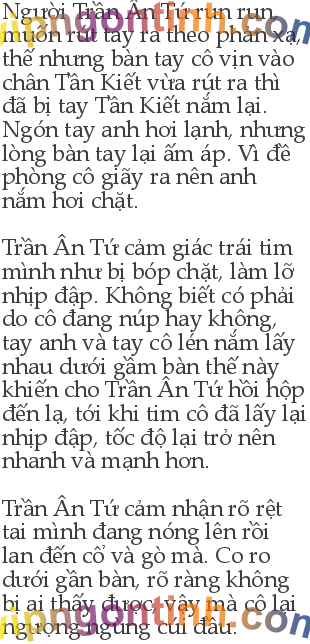 Người Trần Ân Tứ run run,
muốn rút tay ra theo phản xạ,
thế nhưng bàn tay cô vịn vào
chân Tần Kiết vừa rút ra thì
đã bị tay Tần Kiết nắm lại.
Ngón tay anh hơi lạnh, nhưng
lòng bàn tay lại ấm áp. Vì đề
phòng cô giãy ra nên anh
nắm hơi chặt.
Trần Ân Tứ cảm giác trái tim
mình như bị bóp chặt, làm lỡ
nhịp đập. Không biết có phải
do cô đang núp hay không,
tay anh và tay cô lén nắm lấy
nhau dưới gầm bàn thế này
khiến cho Trần Ân Tứ hồi hộp
đến lạ, tới khi tim cô đã lấy lại
nhịp đập, tốc độ lại trở nên
nhanh và mạnh hơn.
Trần Ân Tứ cảm nhận rõ rệt
tai mình đang nóng lên rồi
lan đến cổ và gò má. Co ro
dưới gần bàn, rõ ràng không
bị ai thấy được, vậy mà cô lại
ngượng ngùng cúi đầu.